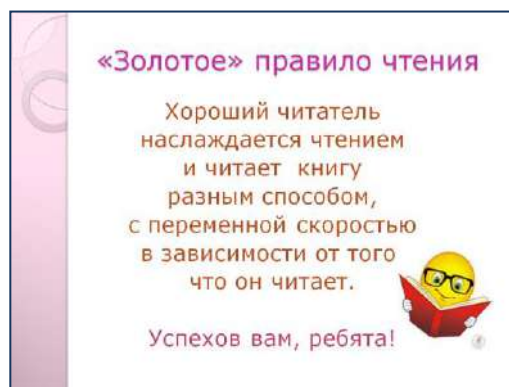 «Золотое» правило чтения
Хороший читатель
наслаждается чтением
и читает книгу
разным способом,
с переменной скоростью
в зависимости от того
что он читает.
Успехов вам, ребята!